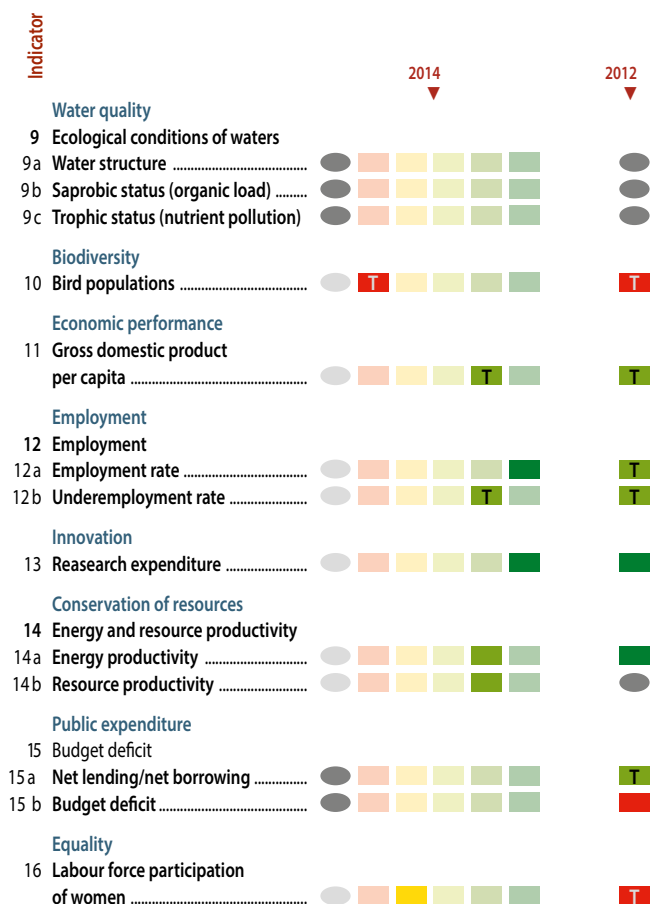 Indicator
2014 2012
Water quality
9 Ecological conditions of waters
9a Water structure ......................................
9b Saprobic status (organic load) .........
9c Trophic status (nutrient pollution)
Biodiversity
10 Bird populations ....................................
T T
Economic performance
11 Gross domestic product
per capita ..................................................
T T
Employment
12 Employment
12a Employment rate ...................................
T
12b Underemployment rate ......................
T T
Innovation
13 Reasearch expenditure .......................
Conservation of resources
14 Energy and resource productivity
14a Energy productivity .............................
14b Resource productivity .........................
Public expenditure
15 Budget deficit
15a Net lending/net borrowing ...............
T
15 b Budget deficit ..........................................
Equality
16 Labour force participation
of women ..................................................
T